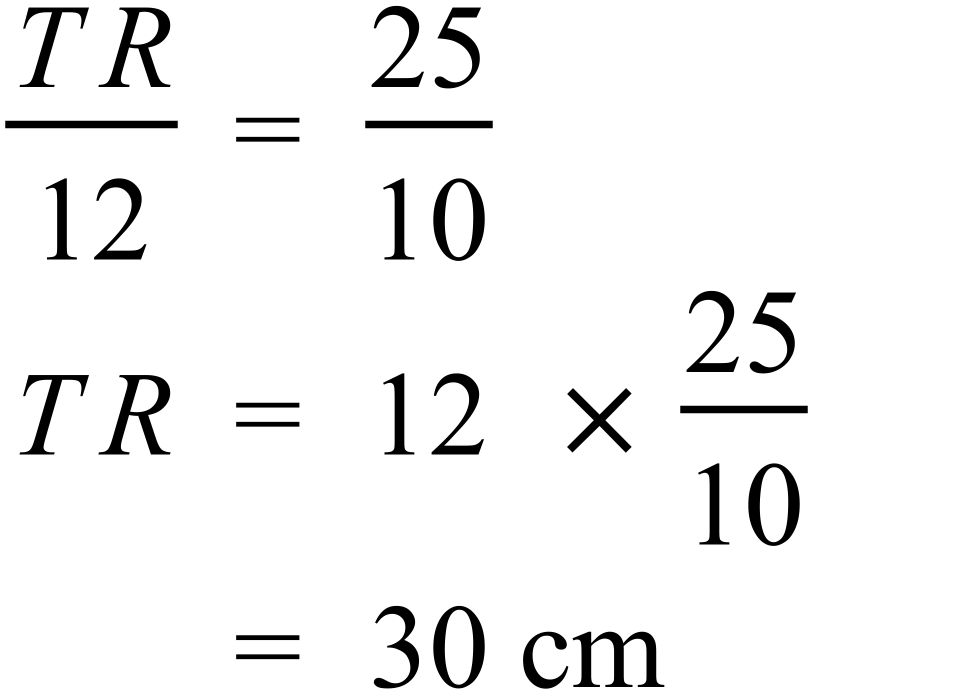 TR/12 = 25/10
TR = 12 × 25/10
= 30 cm